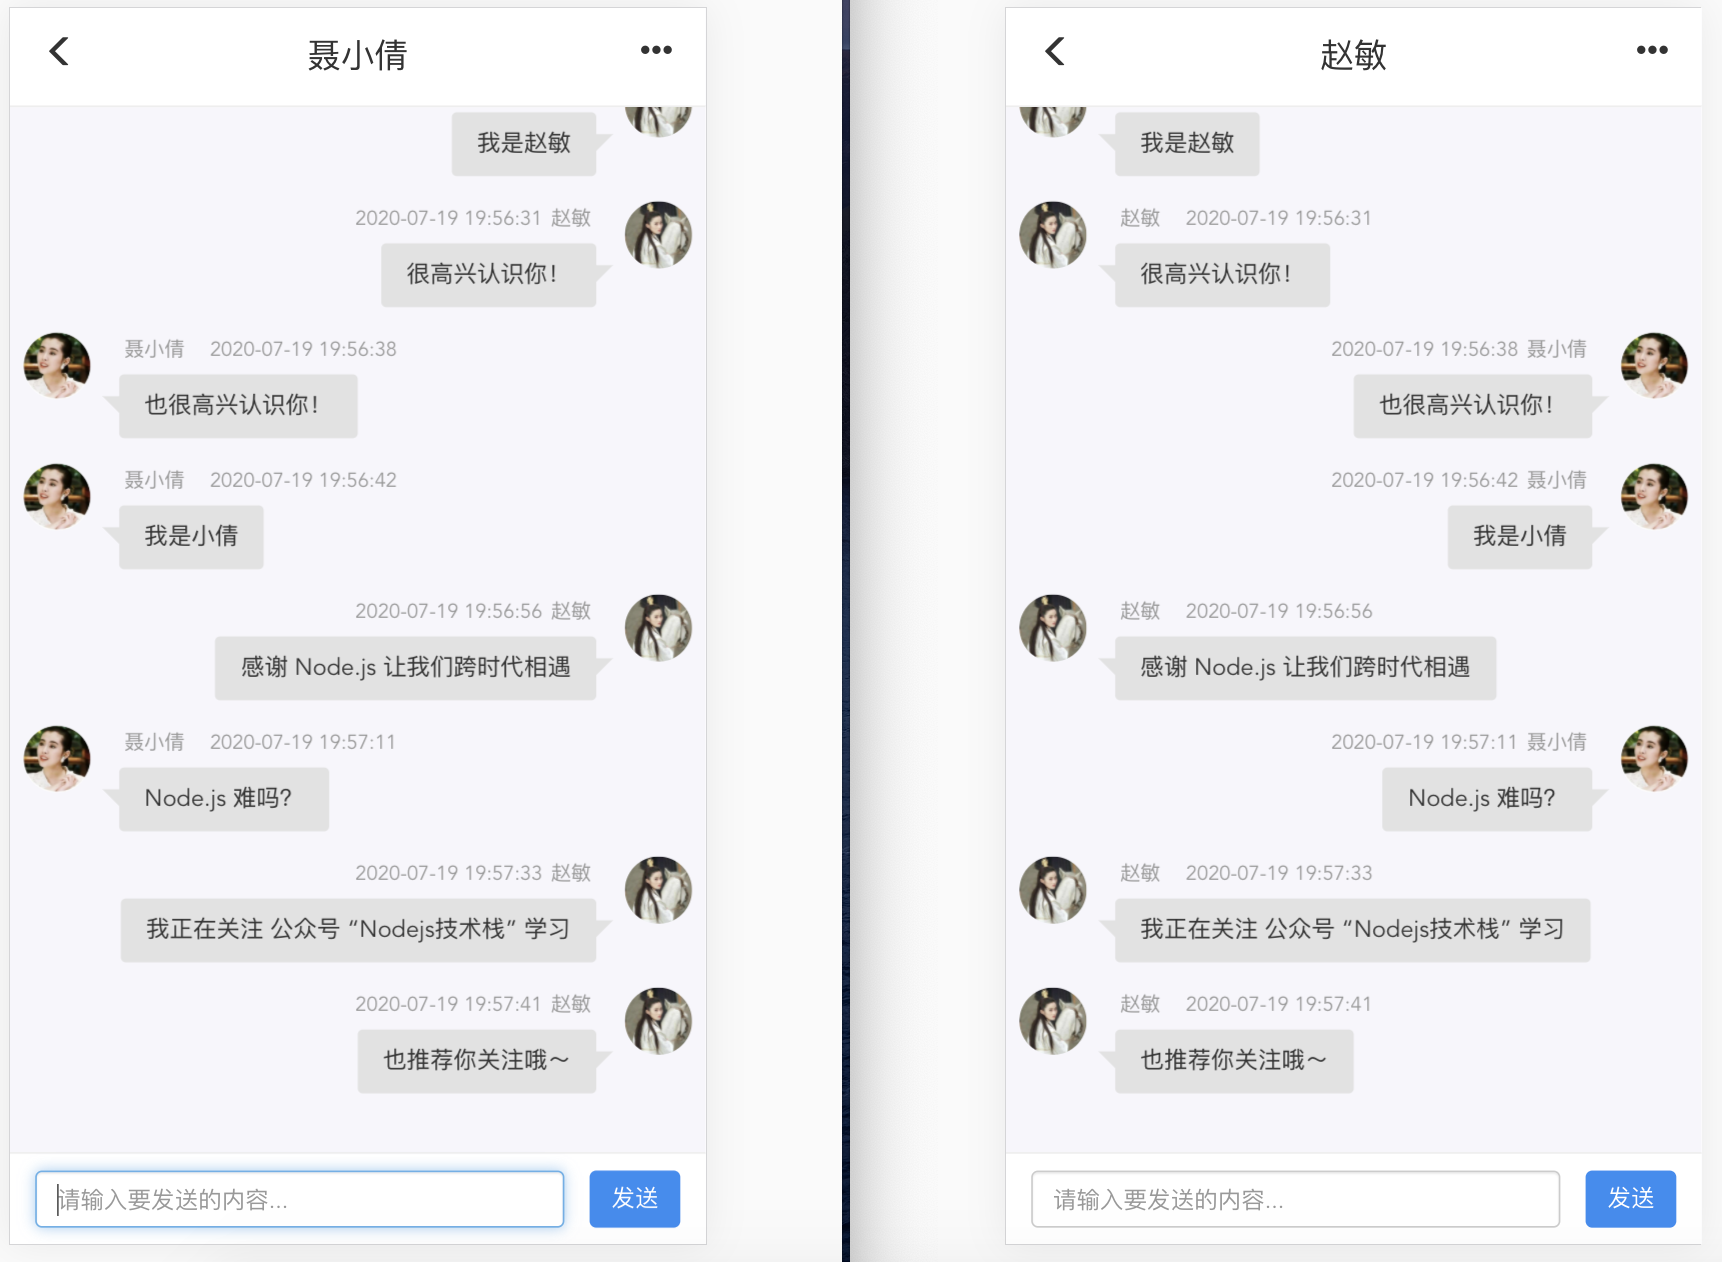 聂小倩
•••
我是赵敏
2020-07-19 19:56:31 赵敏
很高兴认识你!
聂小倩 2020-07-19 19:56:38
也很高兴认识你!
聂小倩 2020-07-19 19:56:42
我是小倩
2020-07-19 19:56:56 赵敏
感谢 Node.js 让我们跨时代相遇
聂小倩 2020-07-19 19:57:11
Node.js 难吗?
2020-07-19 19:57:33 赵敏
我正在关注 公众号 “Nodejs技术栈” 学习
2020-07-19 19:57:41 赵敏
也推荐你关注哦～
请输入要发送的内容...
发送
赵敏
•••
我是赵敏
赵敏 2020-07-19 19:56:31
很高兴认识你!
2020-07-19 19:56:38 聂小倩
也很高兴认识你!
2020-07-19 19:56:42 聂小倩
我是小倩
赵敏 2020-07-19 19:56:56
感谢 Node.js 让我们跨时代相遇
2020-07-19 19:57:11 聂小倩
Node.js 难吗?
赵敏 2020-07-19 19:57:33
我正在关注 公众号 “Nodejs技术栈” 学习
赵敏 2020-07-19 19:57:41
也推荐你关注哦～
请输入要发送的内容...
发送